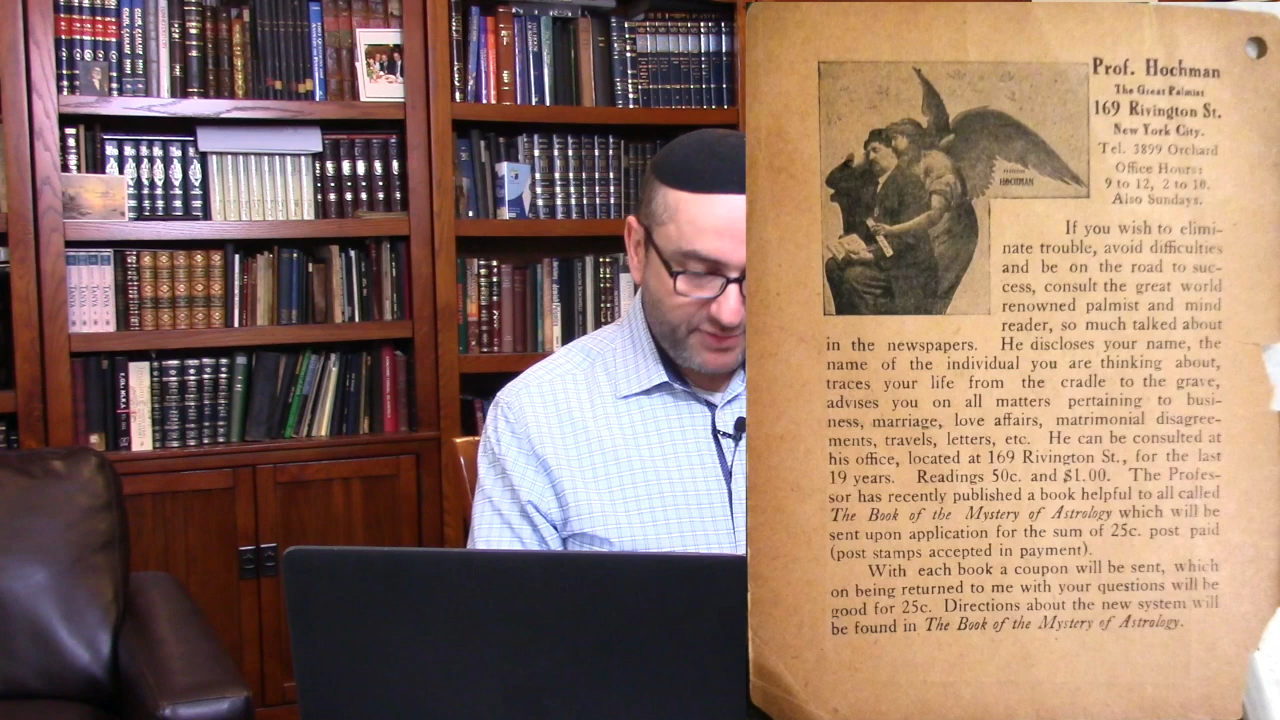 TANYA
TANYA
TANYA
TANYA
HOCHMAN
Prof. Hochman
The Great Palmist
169 Rivington St.
New York City.
Tel. 3899 Orchard
Office Hours:
9 to 12, 2 to 10.
Also Sundays.
If you wish to elimi-
nate trouble, avoid difficulties
and be on the road to suc-
cess, consult the great world
renowned palmist and mind
reader, so much talked about
in the newspapers. He discloses your name, the
name of the individual you are thinking about,
traces your life from the cradle to the grave,
advises you on all matters pertaining to busi-
ness, marriage, love affairs, matrimonial disagree-
ments, travels, letters, etc. He can be consulted at
his office, located at 169 Rivington St., for the last
19 years. Readings 50c. and $1.00. The Profes-
sor has recently published a book helpful to all called
The Book of the Mystery of Astrology which will be
sent upon application for the sum of 25c. post paid
(post stamps accepted in payment).
With each book a coupon will be sent, which
on being returned to me with your questions will be
good for 25c. Directions about the new system will
be found in The Book of the Mystery of Astrology.